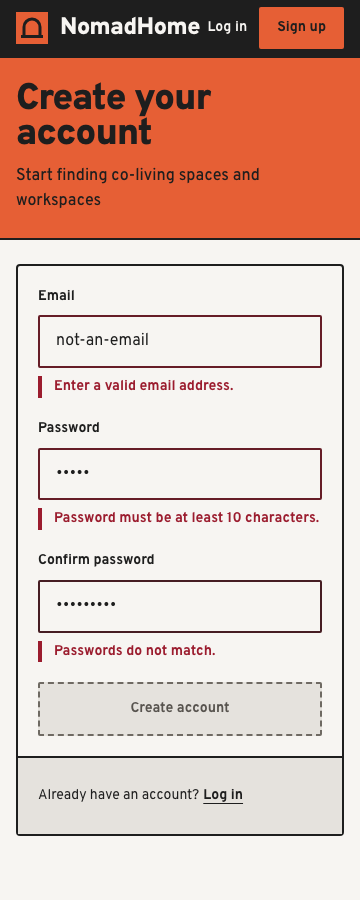 NomadHome
Log in
Sign up
Create your
account
Start finding co-living spaces and
workspaces
Email
not-an-email
Enter a valid email address.
Password
•••••
Password must be at least 10 characters.
Confirm password
•••••••••
Passwords do not match.
Create account
Already have an account? Log in